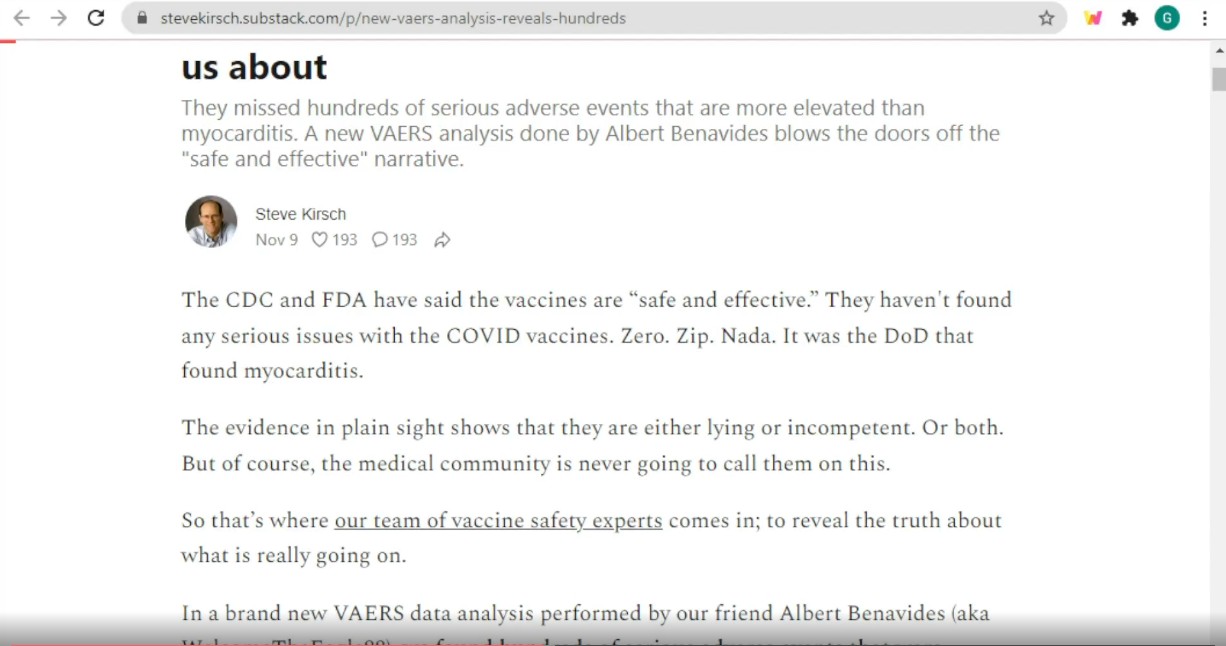 stevekirsch.substack.com/p/new-vaers-analysis-reveals-hundreds
G
us about
They missed hundreds of serious adverse events that are more elevated than
myocarditis. A new VAERS analysis done by Albert Benavides blows the doors off the
"safe and effective" narrative.
Steve Kirsch
Nov 9 193 193
The CDC and FDA have said the vaccines are “safe and effective.” They haven't found
any serious issues with the COVID vaccines. Zero. Zip. Nada. It was the DoD that
found myocarditis.
The evidence in plain sight shows that they are either lying or incompetent. Or both.
But of course, the medical community is never going to call them on this.
So that’s where our team of vaccine safety experts comes in; to reveal the truth about
what is really going on.
In a brand new VAERS data analysis performed by our friend Albert Benavides (aka